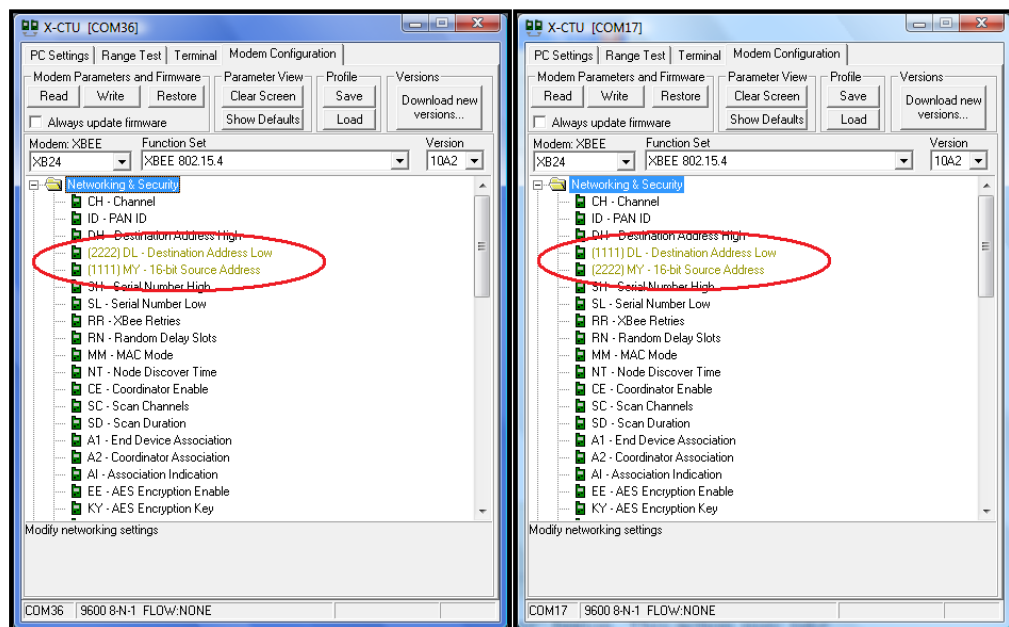 X-CTU [COM36]
PC Settings Range Test Terminal Modem Configuration
Modem Parameters and Firmware Parameter View Profile Versions
Read Write Restore Clear Screen Save Download new versions...
Always update firmware Show Defaults Load
Modem: XBEE Function Set Version
XB24 XBEE 802.15.4 10A2
Networking & Security
CH - Channel
ID - PAN ID
DH - Destination Address High
(2222) DL - Destination Address Low
(1111) MY - 16-bit Source Address
SH - Serial Number High
SL - Serial Number Low
RR - XBee Retries
RN - Random Delay Slots
MM - MAC Mode
NT - Node Discover Time
CE - Coordinator Enable
SC - Scan Channels
SD - Scan Duration
A1 - End Device Association
A2 - Coordinator Association
AI - Association Indication
EE - AES Encryption Enable
KY - AES Encryption Key
Modify networking settings
COM36 9600 8-N-1 FLOW:NONE
X-CTU [COM17]
PC Settings Range Test Terminal Modem Configuration
Modem Parameters and Firmware Parameter View Profile Versions
Read Write Restore Clear Screen Save Download new versions...
Always update firmware Show Defaults Load
Modem: XBEE Function Set Version
XB24 XBEE 802.15.4 10A2
Networking & Security
CH - Channel
ID - PAN ID
DH - Destination Address High
(1111) DL - Destination Address Low
(2222) MY - 16-bit Source Address
SH - Serial Number High
SL - Serial Number Low
RR - XBee Retries
RN - Random Delay Slots
MM - MAC Mode
NT - Node Discover Time
CE - Coordinator Enable
SC - Scan Channels
SD - Scan Duration
A1 - End Device Association
A2 - Coordinator Association
AI - Association Indication
EE - AES Encryption Enable
KY - AES Encryption Key
Modify networking settings
COM17 9600 8-N-1 FLOW:NONE